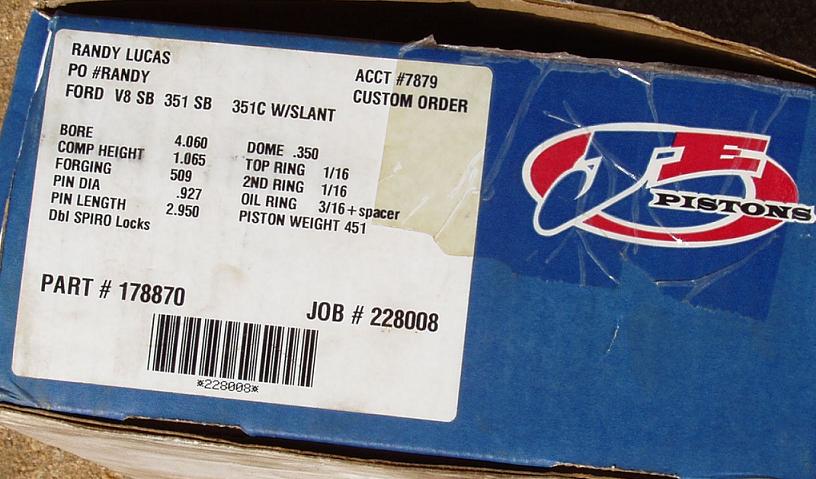 RANDY LUCAS
PO #RANDY
ACCT #7879
FORD V8 SB 351 SB 351C W/SLANT
CUSTOM ORDER
BORE 4.060
COMP HEIGHT 1.065
FORGING 509
PIN DIA .927
PIN LENGTH 2.950
Dbl SPIRO Locks
DOME .350
TOP RING 1/16
2ND RING 1/16
OIL RING 3/16+spacer
PISTON WEIGHT 451
PART # 178870
JOB # 228008
*228008*
JE
PISTONS